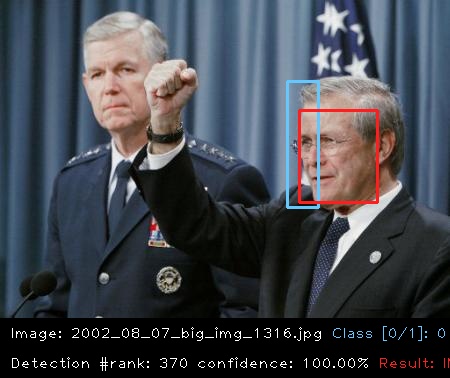 Image: 2002_08_07_big_img_1316.jpg Class [0/1]: 0
Detection #rank: 370 confidence: 100.00% Result: